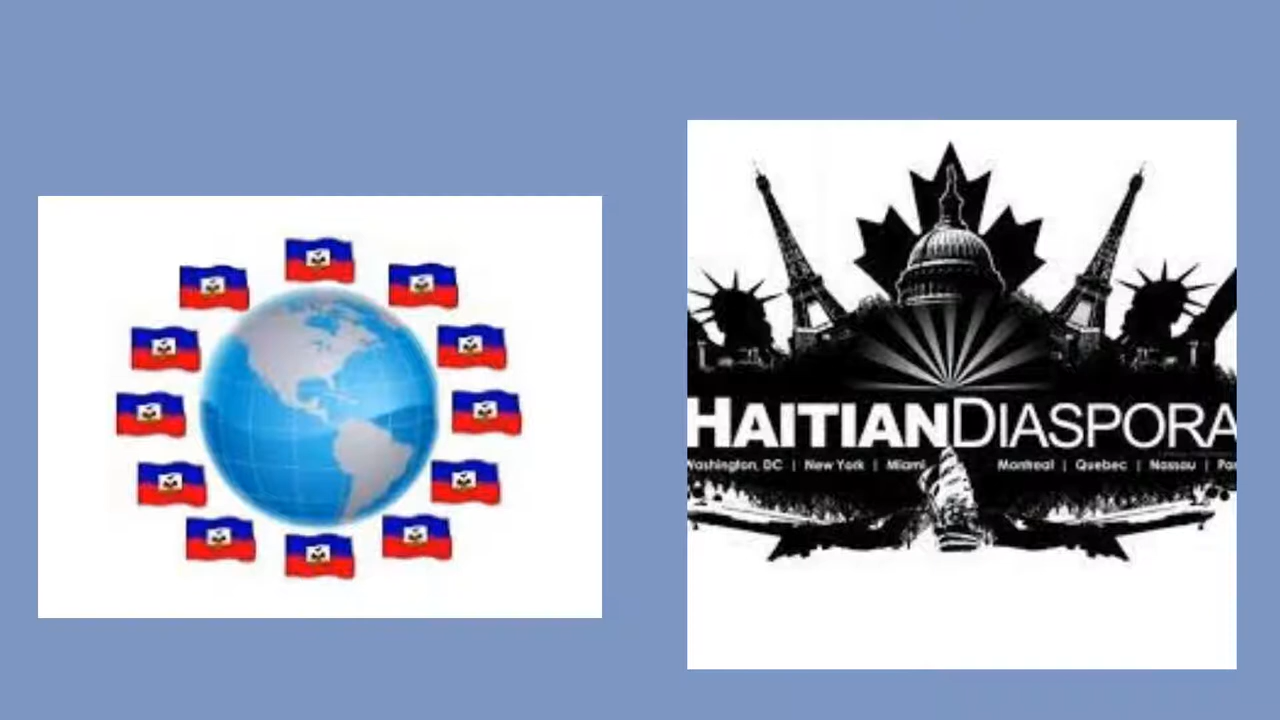 HAITIANDIASPORA
Washington, DC | New York | Miami Montreal | Quebec | Nassau |